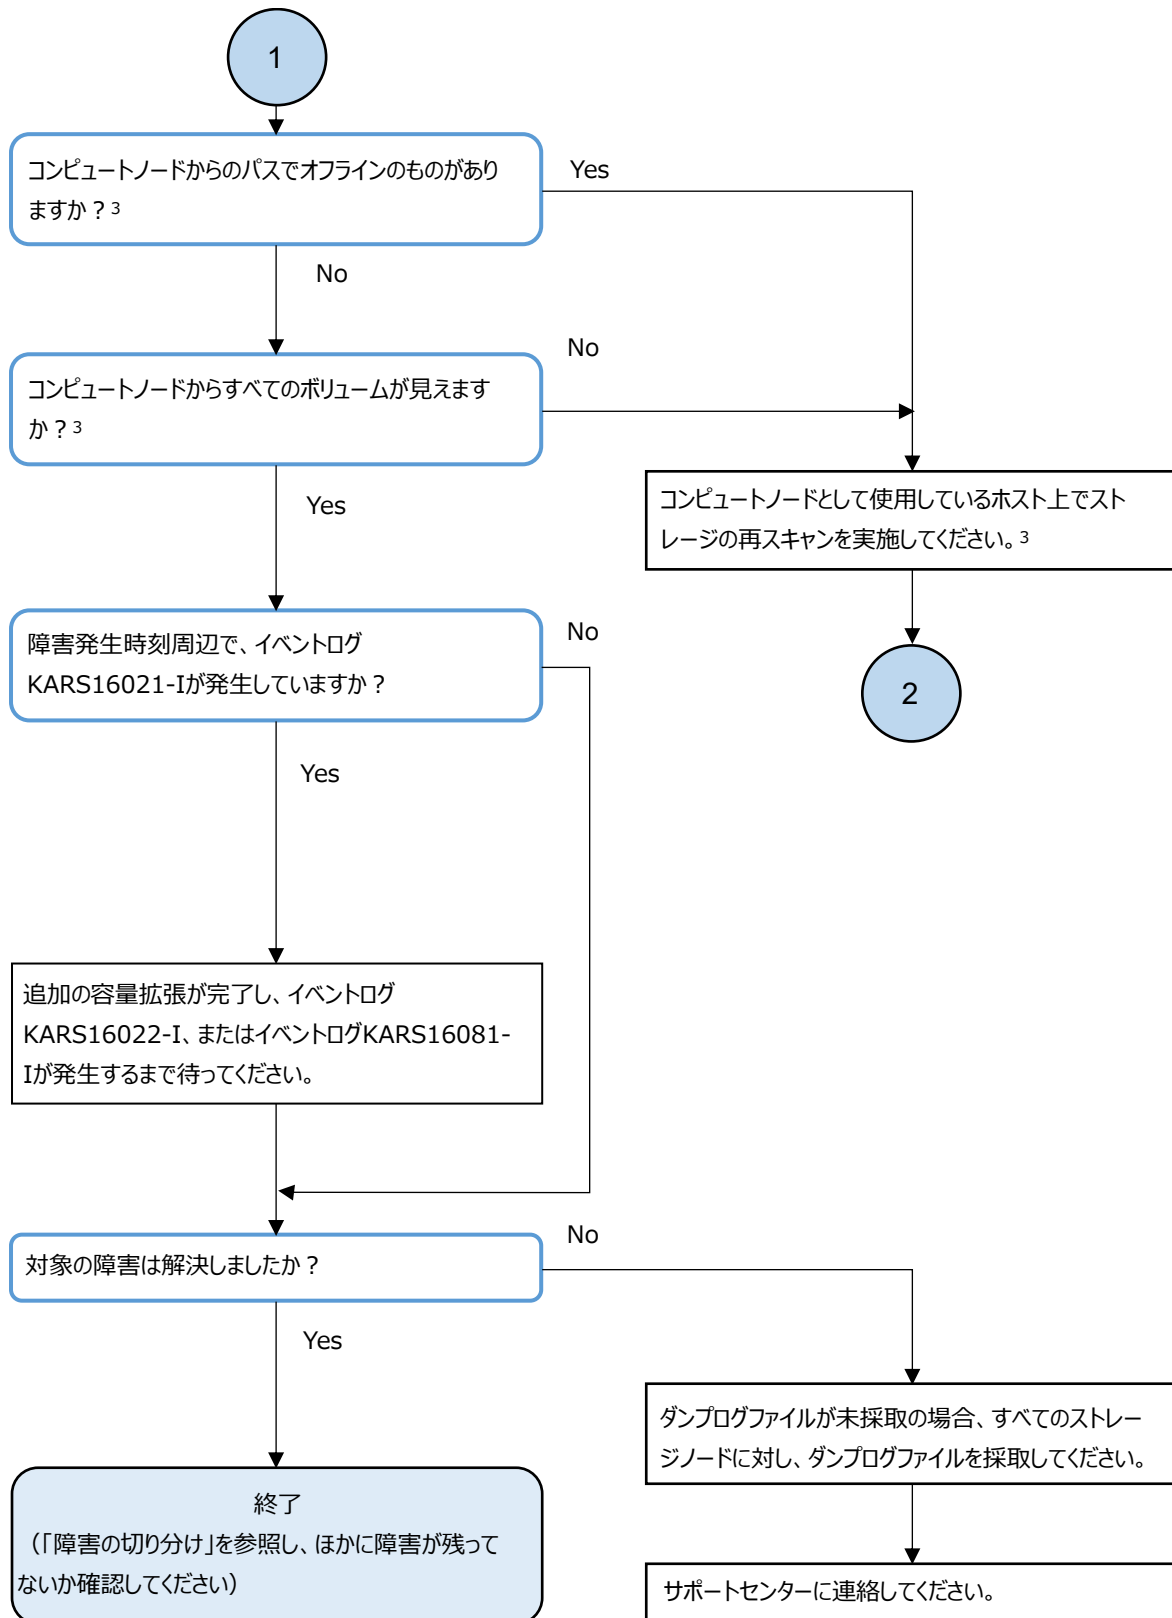 1
コンピュートノードからのパスでオフラインのものがあり
ますか？3
Yes
No
コンピュートノードからすべてのボリュームが見えます
か？3
No
Yes
コンピュートノードとして使用しているホスト上でスト
レージの再スキャンを実施してください。3
2
障害発生時刻周辺で、イベントログ
KARS16021-Iが発生していますか？
No
Yes
追加の容量拡張が完了し、イベントログ
KARS16022-I、またはイベントログKARS16081-
Iが発生するまで待ってください。
対象の障害は解決しましたか？
No
Yes
ダンプログファイルが未採取の場合、すべてのストレー
ジノードに対し、ダンプログファイルを採取してください。
サポートセンターに連絡してください。
終了
（「障害の切り分け」を参照し、ほかに障害が残って
ないか確認してください）